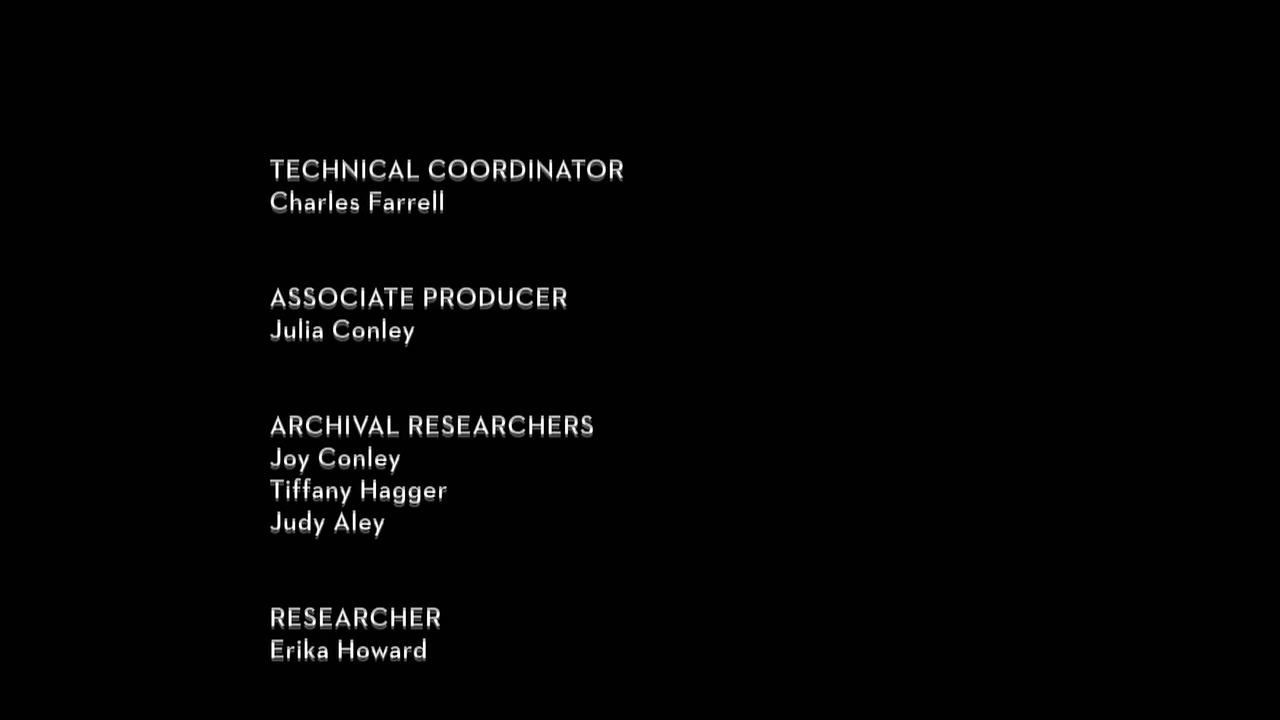 TECHNICAL COORDINATOR
Charles Farrell
ASSOCIATE PRODUCER
Julia Conley
ARCHIVAL RESEARCHERS
Joy Conley
Tiffany Hagger
Judy Aley
RESEARCHER
Erika Howard